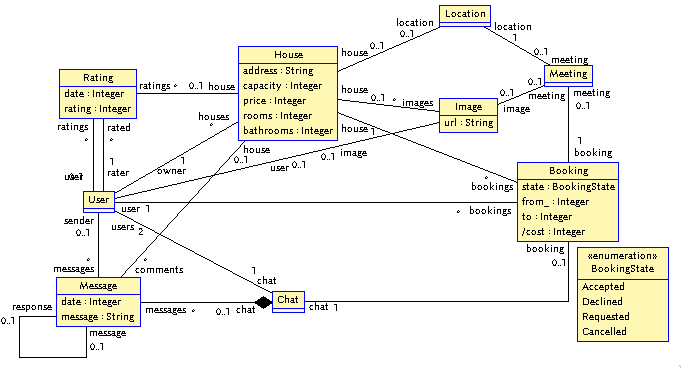 Location
location
0..1
location
1
house
0..1
meeting
House
address : String
capacity : Integer
price : Integer
rooms : Integer
bathrooms : Integer
Rating
date : Integer
rating : Integer
ratings *
0..1 house
Meeting
meeting
0..1
meeting
0..1
house
0..1
* images
Image
url : String
image
0..1
house
1
ratings
*
rated
*
houses
*
1
owner
house
0..1
user 0..1
0..1 image
1
booking
Booking
state : BookingState
from_ : Integer
to : Integer
/cost : Integer
*
bookings
user
0..1
1
rater
User
user 1
* bookings
users
2
sender
0..1
booking
0..1
«enumeration»
BookingState
Accepted
Declined
Requested
Cancelled
*
messages
*
comments
1
chat
Message
date : Integer
message : String
messages *
0..1 chat
Chat
chat 1
response
0..1
message
0..1